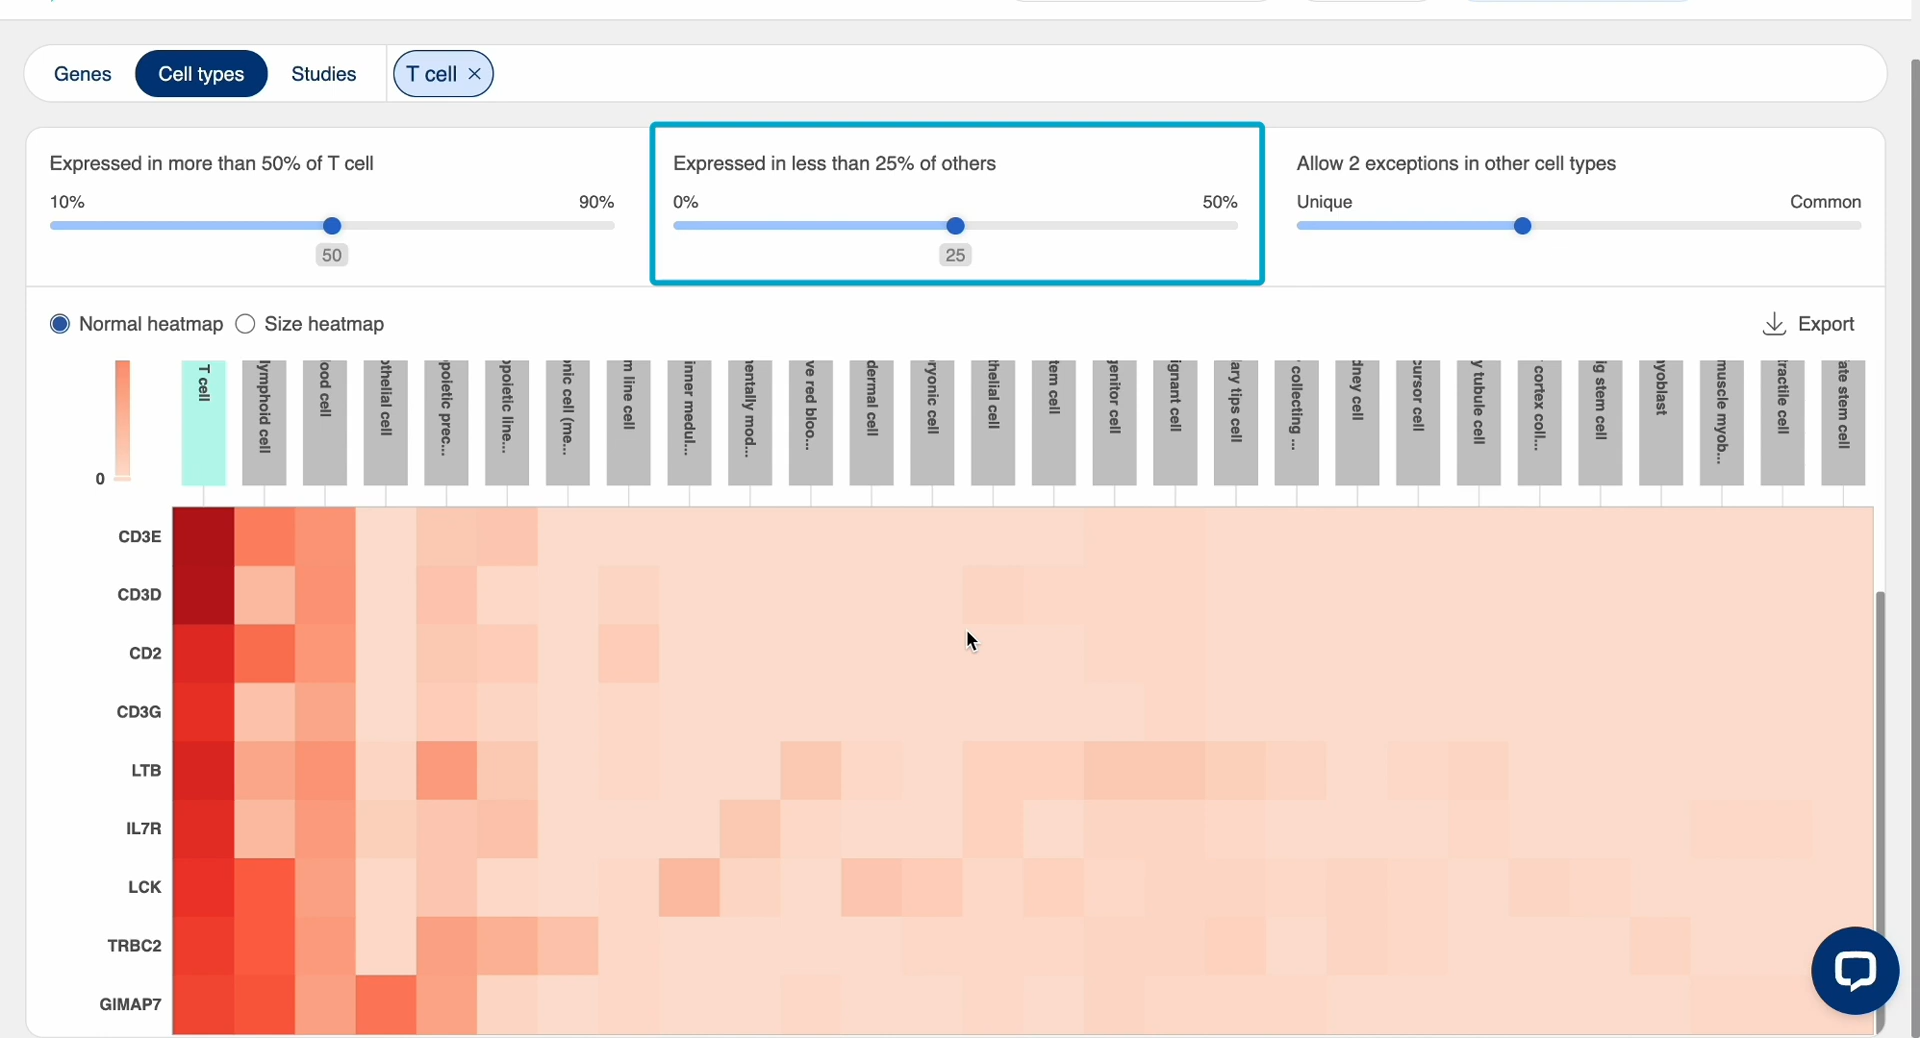 Genes
Cell types
Studies
T cell ×
Expressed in more than 50% of T cell
10%
90%
50
Expressed in less than 25% of others
0%
50%
25
Allow 2 exceptions in other cell types
Unique
Common
Normal heatmap
Size heatmap
Export
0
T cell
lymphoid cell
ood cell
othelial cell
poietic prec...
poietic line...
onic cell (me...
m line cell
inner medul...
nentally mod...
ve red bloo...
dermal cell
ryonic cell
thelial cell
tem cell
genitor cell
ignant cell
ary tips cell
collecting ...
dney cell
cursor cell
y tubule cell
cortex coll...
ig stem cell
nyoblast
muscle myob...
tractile cell
ate stem cell
CD3E
CD3D
CD2
CD3G
LTB
IL7R
LCK
TRBC2
GIMAP7